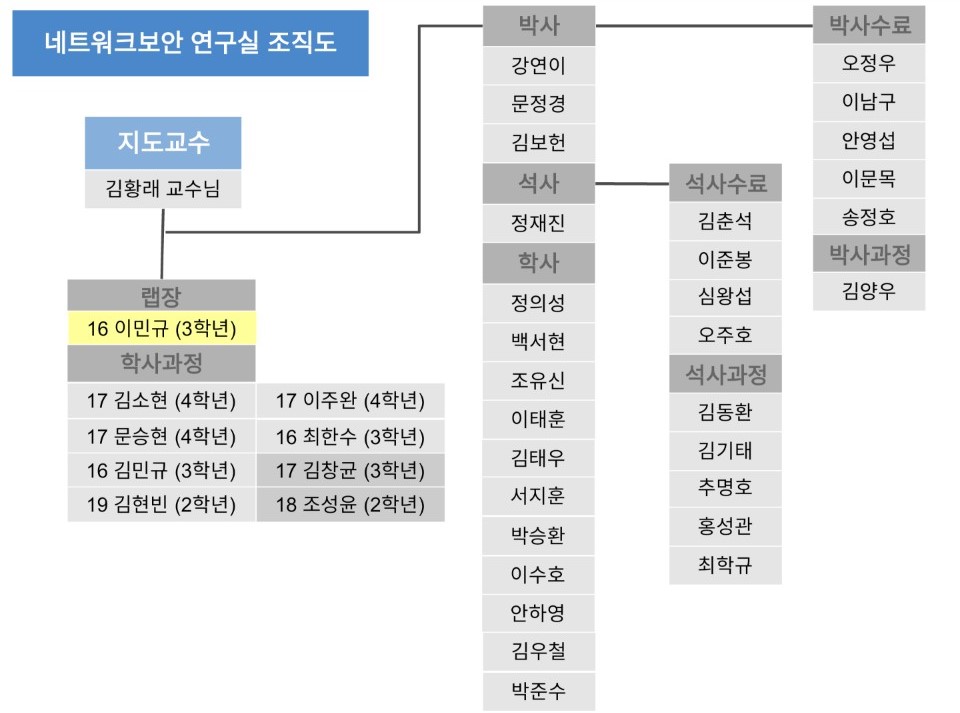 네트워크보안 연구실 조직도
지도교수
김황래 교수님
랩장
16 이민규 (3학년)
학사과정
17 김소현 (4학년)
17 이주완 (4학년)
17 문승현 (4학년)
16 최한수 (3학년)
16 김민규 (3학년)
17 김창균 (3학년)
19 김현빈 (2학년)
18 조성윤 (2학년)
박사
강연이
문정경
김보헌
석사
정재진
학사
정의성
백서현
조유신
이태훈
김태우
서지훈
박승환
이수호
안하영
김우철
박준수
석사수료
김춘석
이준봉
심왕섭
오주호
석사과정
김동환
김기태
추명호
홍성관
최학규
박사수료
오정우
이남구
안영섭
이문목
송정호
박사과정
김양우